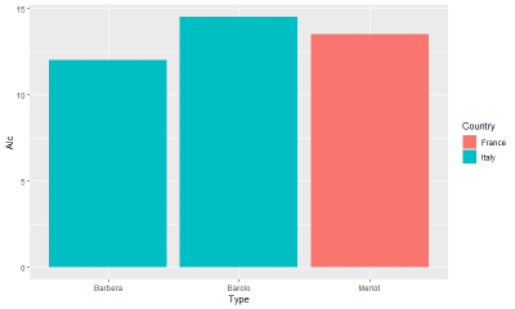 15
10
5
0
Alc
Barbera
Barolo
Merlot
Type
Country
France
Italy